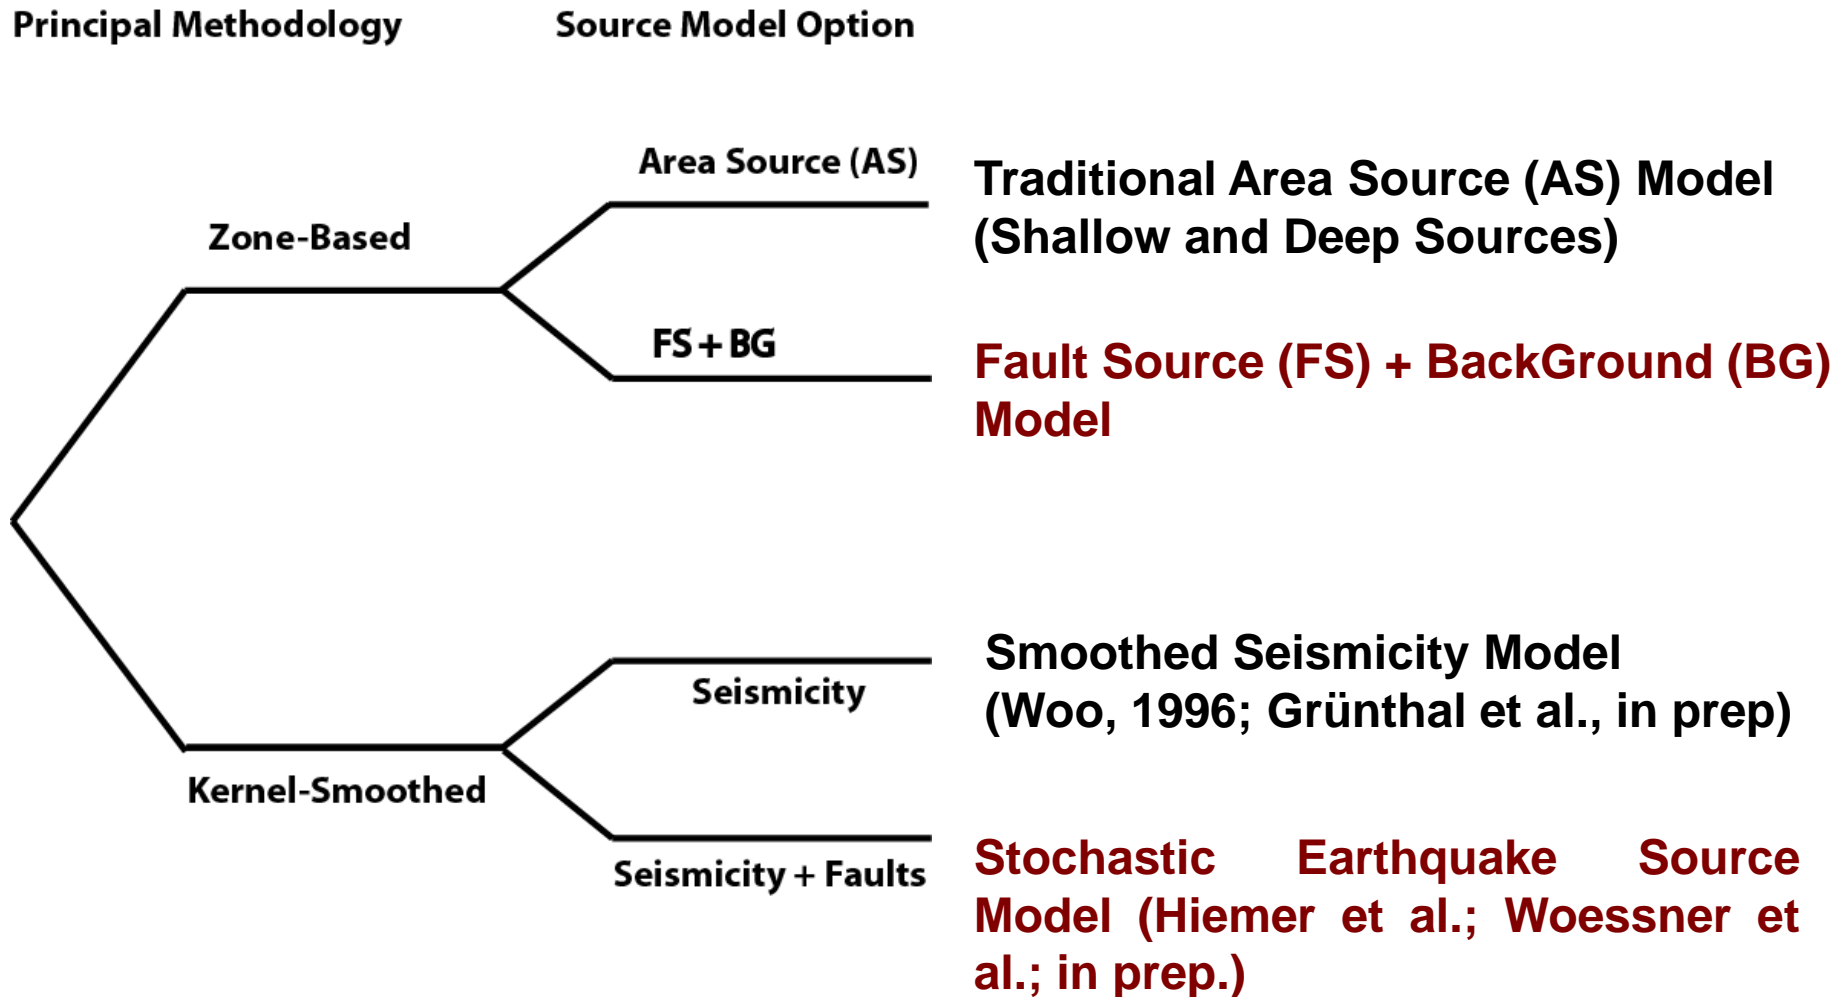 Principal Methodology
Source Model Option
Area Source (AS)
Traditional Area Source (AS) Model
(Shallow and Deep Sources)
Zone-Based
FS + BG
Fault Source (FS) + BackGround (BG)
Model
Smoothed Seismicity Model
(Woo, 1996; Grünthal et al., in prep)
Seismicity
Kernel-Smoothed
Seismicity + Faults
Stochastic Earthquake Source
Model (Hiemer et al.; Woessner et
al.; in prep.)